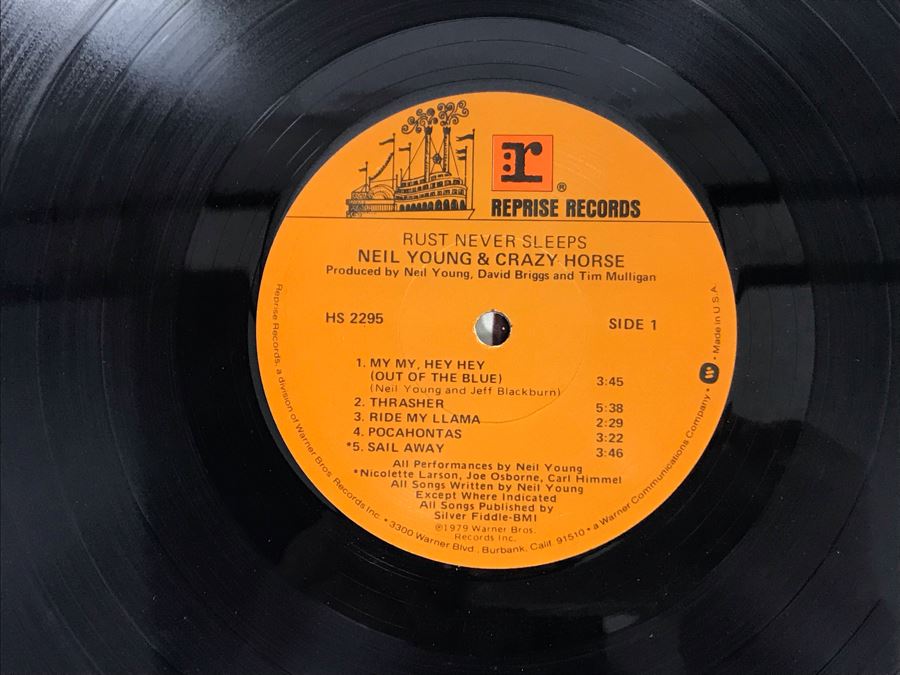 r
®
REPRISE RECORDS
RUST NEVER SLEEPS
NEIL YOUNG & CRAZY HORSE
Produced by Neil Young, David Briggs and Tim Mulligan
HS 2295
SIDE 1
1. MY MY, HEY HEY
(OUT OF THE BLUE) 3:45
(Neil Young and Jeff Blackburn)
2. THRASHER 5:38
3. RIDE MY LLAMA 2:29
4. POCAHONTAS 3:22
*5. SAIL AWAY 3:46
All Performances by Neil Young
*Nicolette Larson, Joe Osborne, Carl Himmel
All Songs Written by Neil Young
Except Where Indicated
All Songs Published by
Silver Fiddle-BMI
℗1979 Warner Bros.
Records Inc.
Reprise Records, a division of Warner Bros. Records Inc. • 3300 Warner Blvd., Burbank, Calif. 91510 • a Warner Communications Company • W • Made in U.S.A.